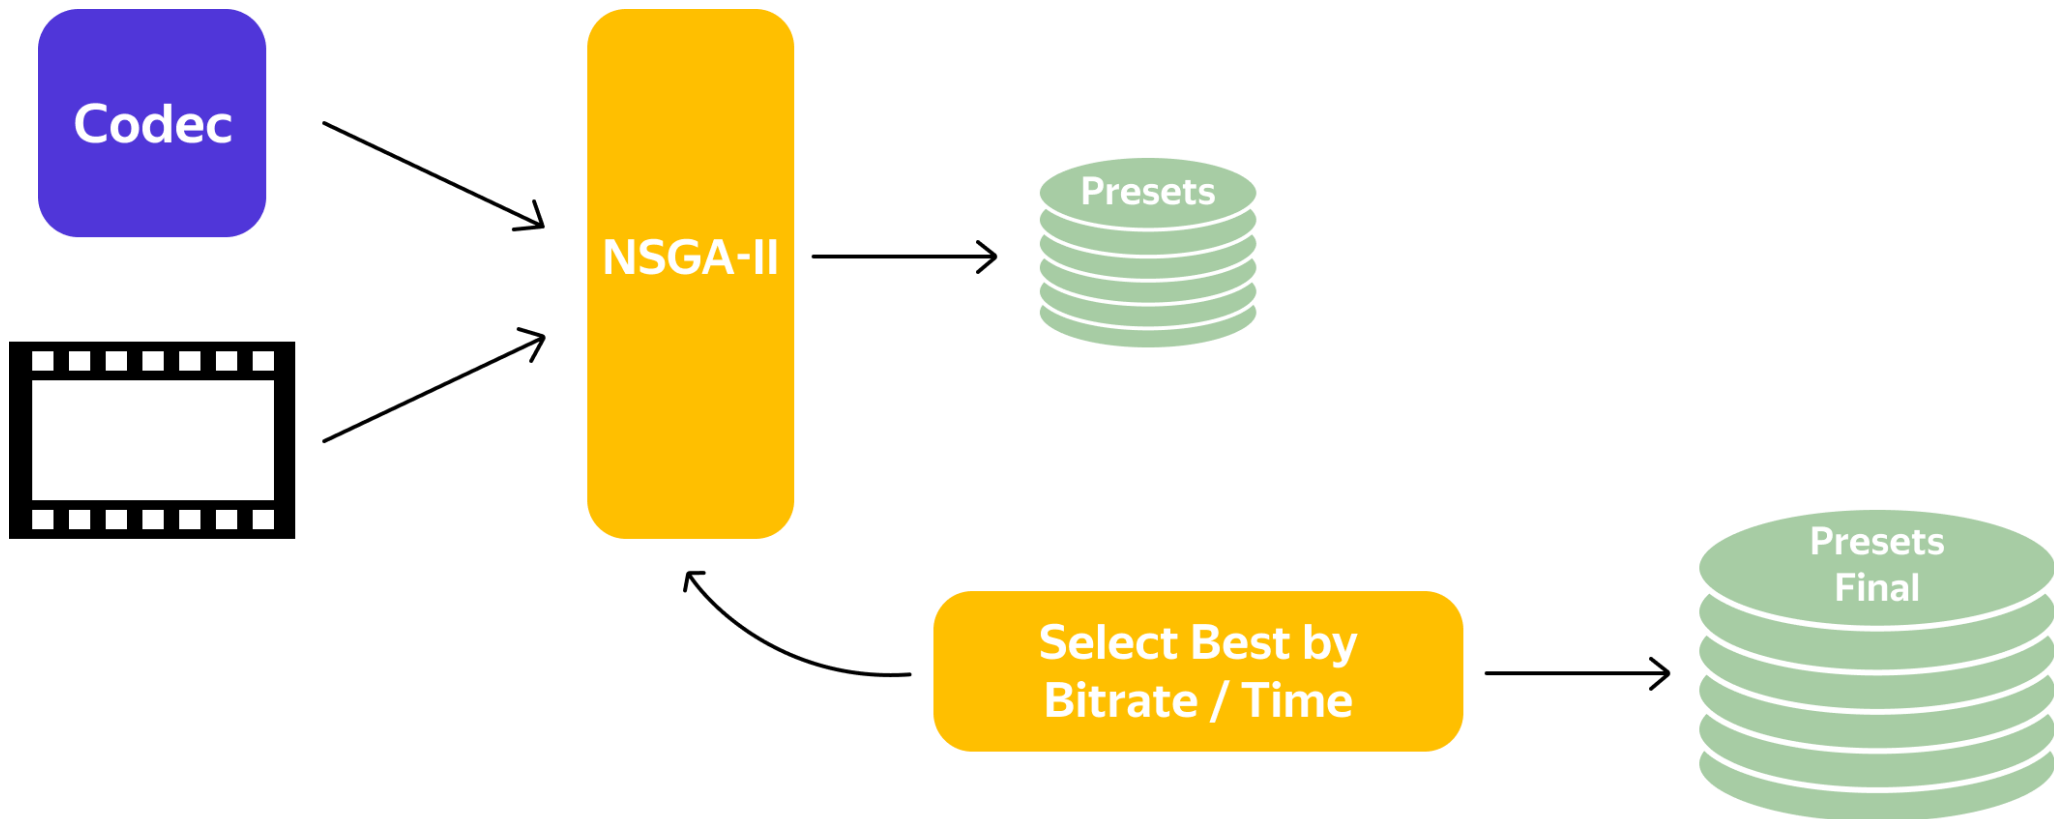 Codec
NSGA-II
Presets
Select Best by
Bitrate / Time
Presets
Final